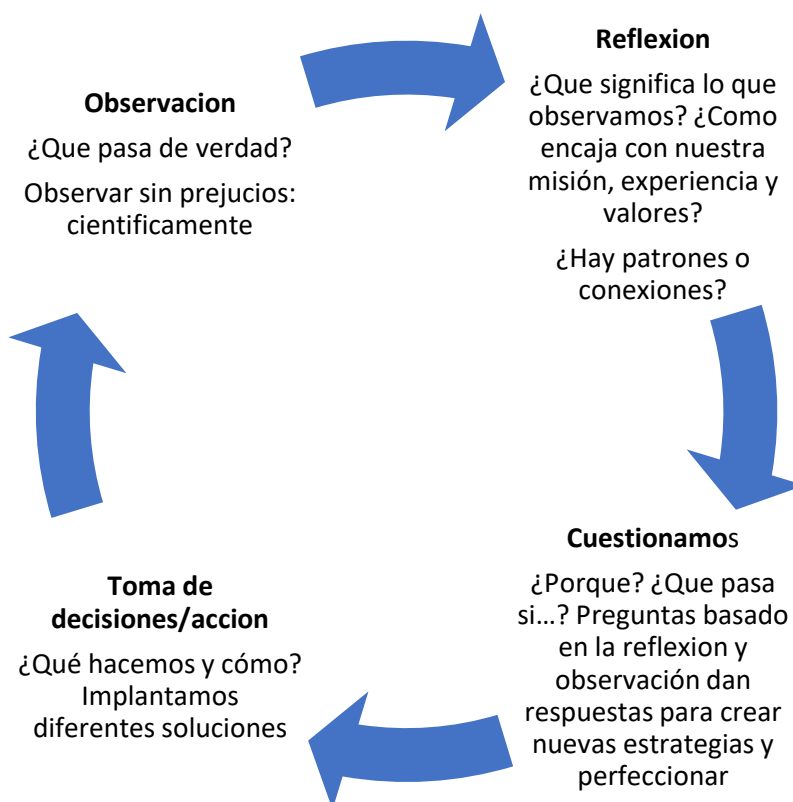 Observacion
¿Que pasa de verdad?
Observar sin prejucios:
cientificamente
Reflexion
¿Que significa lo que
observamos? ¿Como
encaja con nuestra
misión, experiencia y
valores?
¿Hay patrones o
conexiones?
Cuestionamos
¿Porque? ¿Que pasa
si...? Preguntas basado
en la reflexion y
observación dan
respuestas para crear
nuevas estrategias y
perfeccionar
Toma de
decisiones/accion
¿Qué hacemos y cómo?
Implantamos
diferentes soluciones